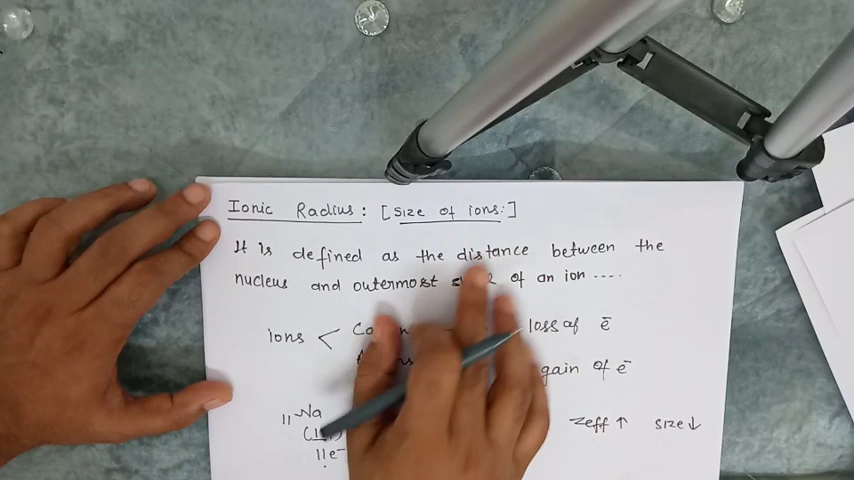 Ionic Radius: [Size of ions:]
It is defined as the distance between the
nucleus and outermost of an ion ....
ions < loss of ē
gain of ē
11Na Zeff ↑ size ↓
11e-